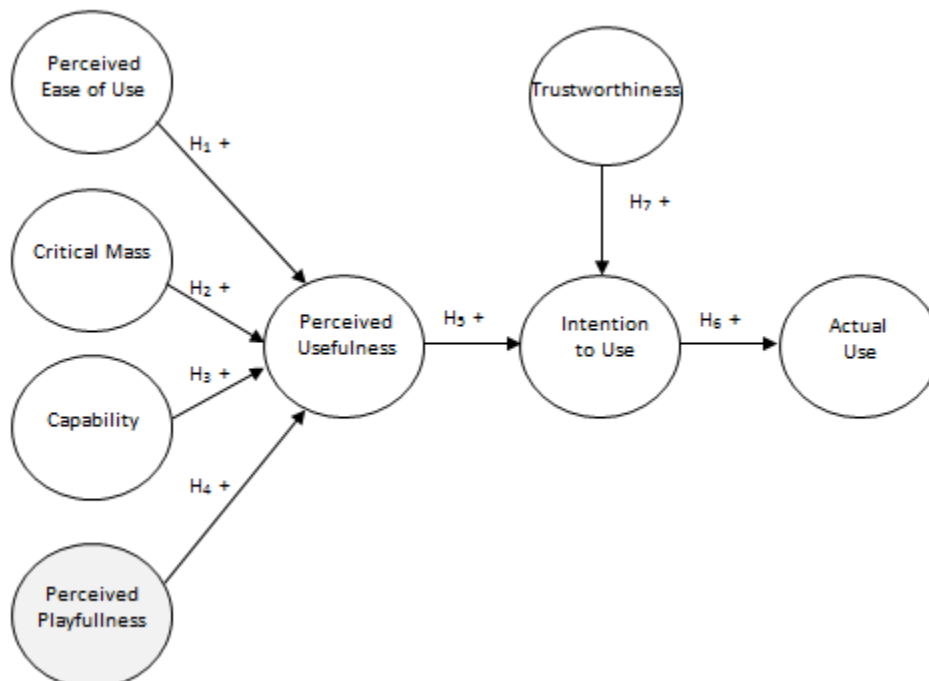 Perceived
Ease of Use
Trustworthiness
H₁ +
H₇ +
Critical Mass
H₂ +
Perceived
Usefulness
H₅ +
Intention
to Use
H₆ +
Actual
Use
H₃ +
Capability
H₄ +
Perceived
Playfullness